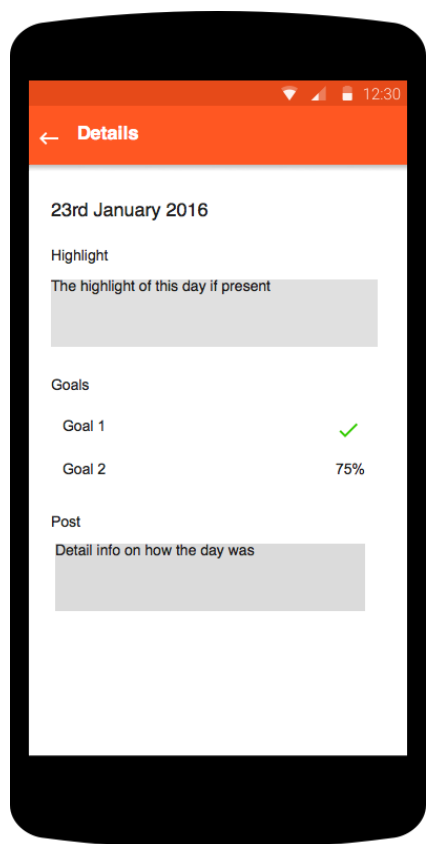 12:30
Details
23rd January 2016
Highlight
The highlight of this day if present
Goals
Goal 1
Goal 2 75%
Post
Detail info on how the day was